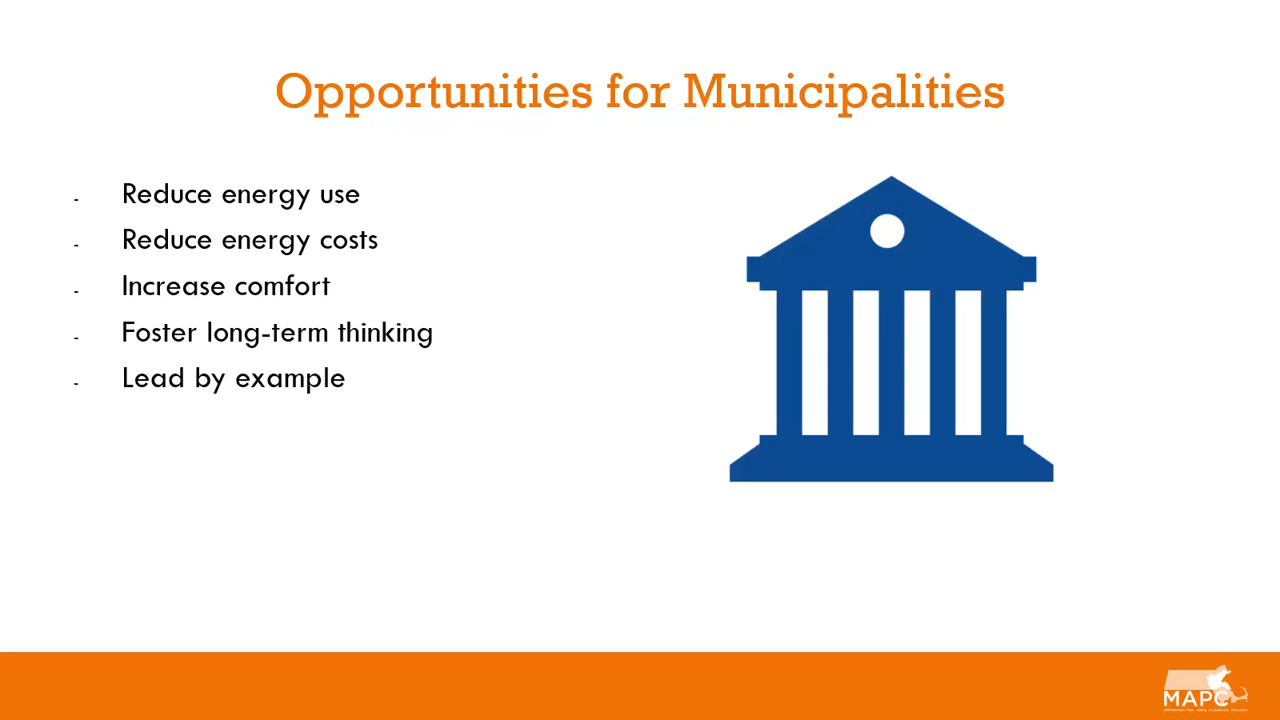 Opportunities for Municipalities
- Reduce energy use
- Reduce energy costs
- Increase comfort
- Foster long-term thinking
- Lead by example
MAPC